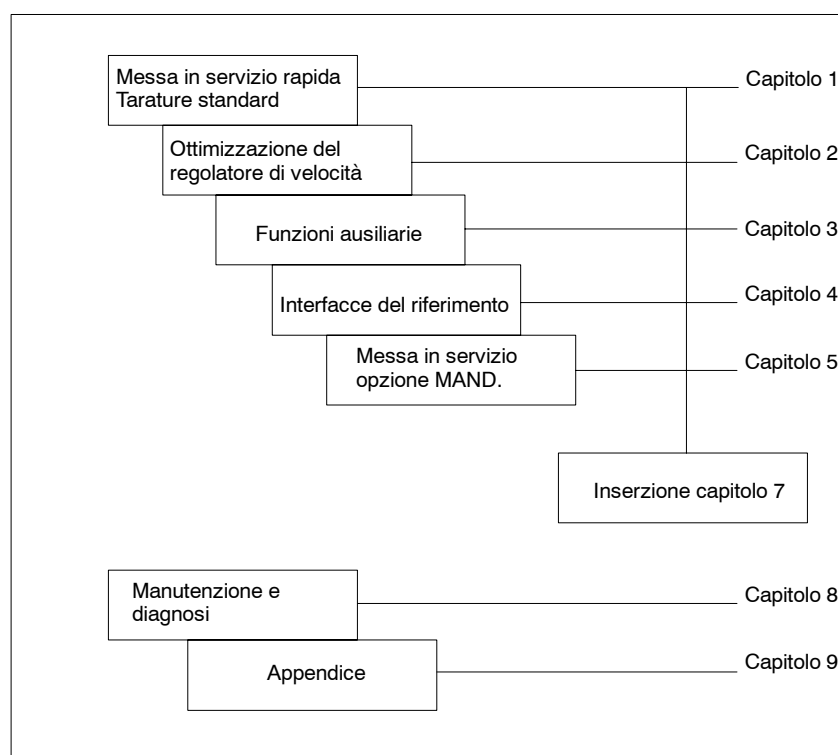 Messa in servizio rapida
Tarature standard
Capitolo 1
Ottimizzazione del
regolatore di velocità
Capitolo 2
Funzioni ausiliarie
Capitolo 3
Interfacce del riferimento
Capitolo 4
Messa in servizio
opzione MAND.
Capitolo 5
Inserzione capitolo 7
Manutenzione e
diagnosi
Capitolo 8
Appendice
Capitolo 9